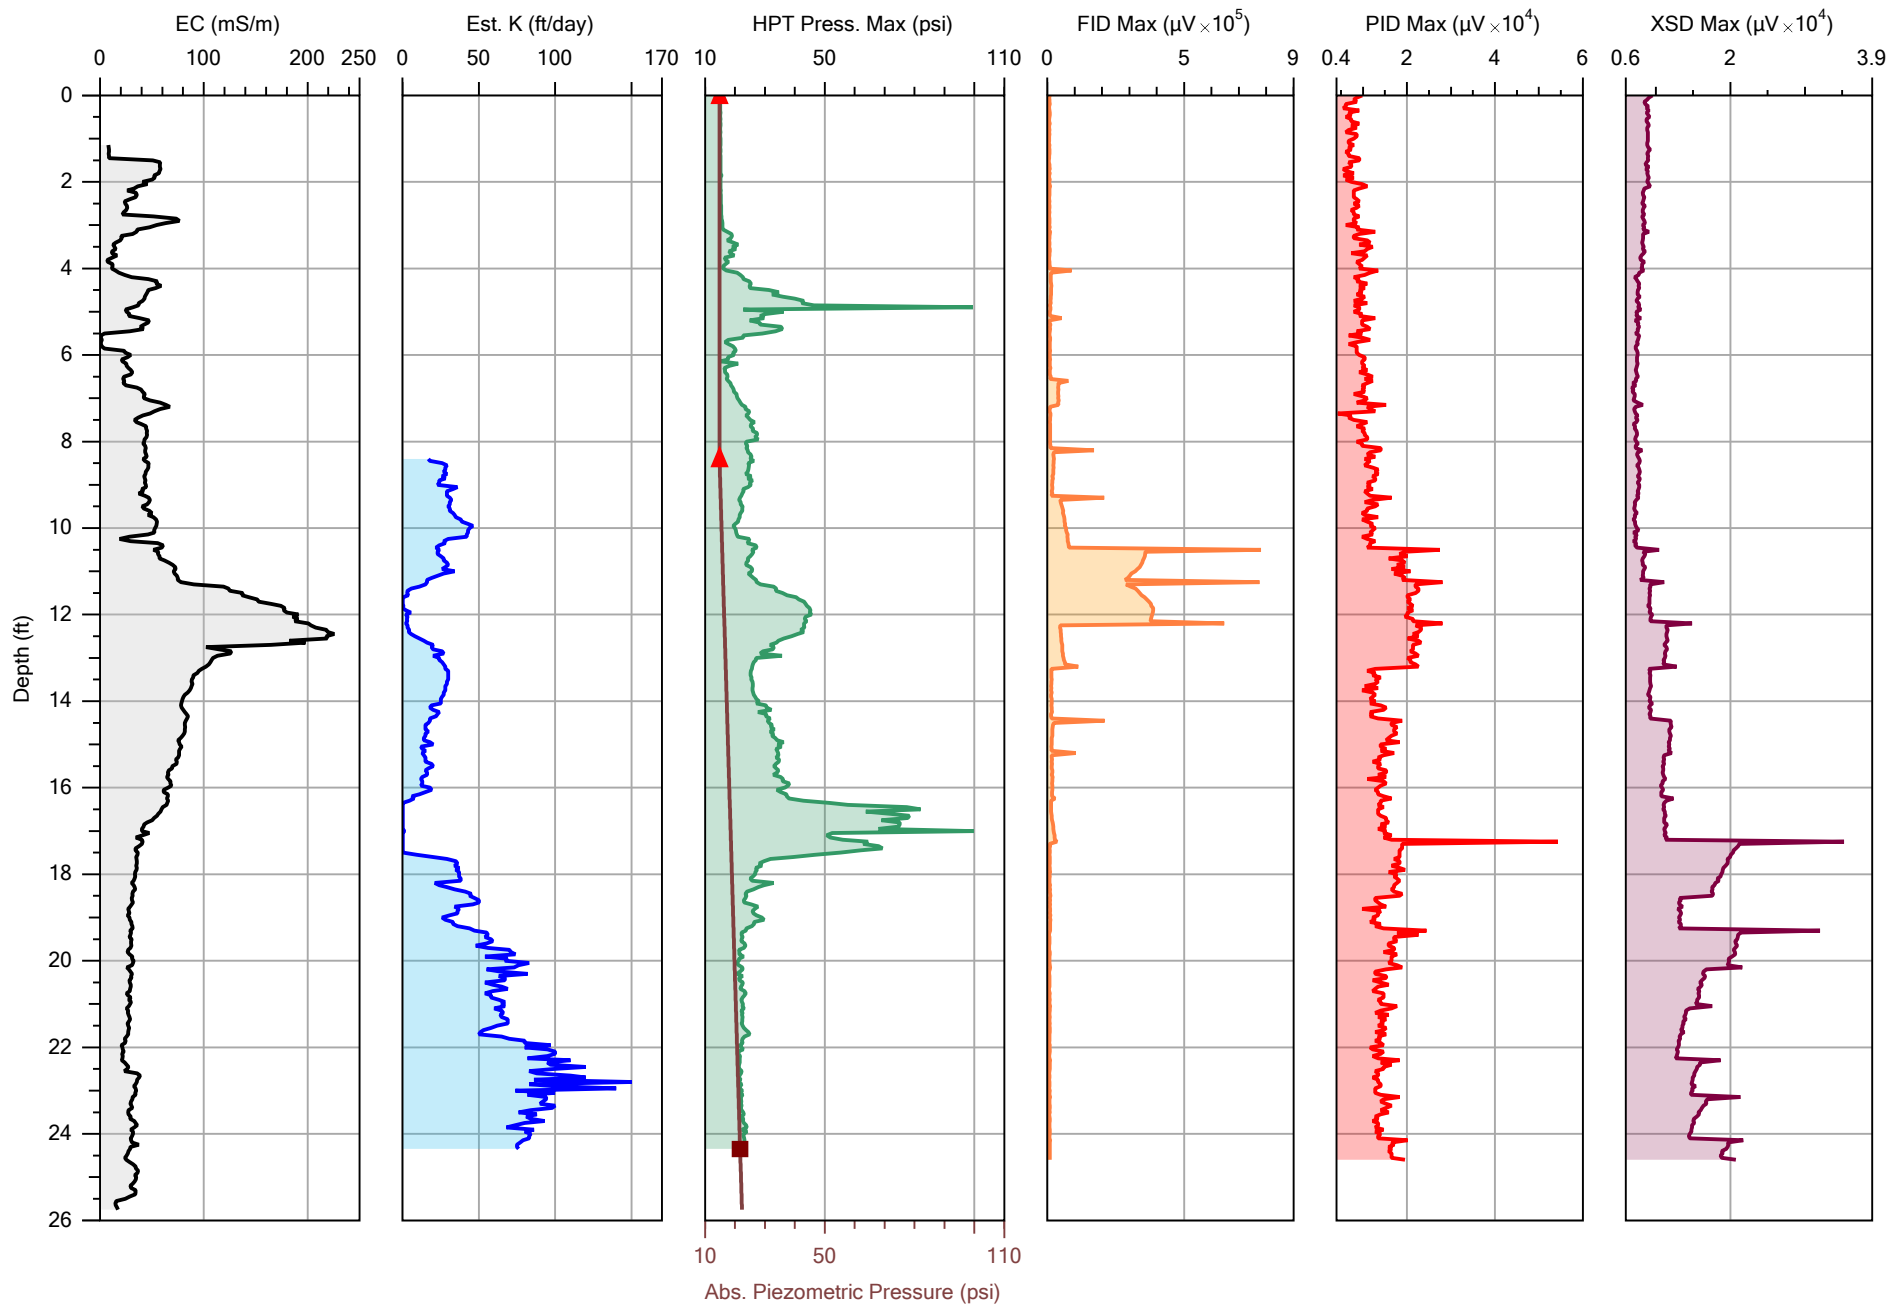 EC (mS/m) Est. K (ft/day) HPT Press. Max (psi) FID Max (µV ×10⁵) PID Max (µV ×10⁴) XSD Max (µV ×10⁴)
0 100 200 250 0 50 100 170 10 50 110 0 5 9 0.4 2 4 6 0.6 2 3.9
0
2
4
6
8
10
12
14
16
18
20
22
24
26
Depth (ft)
10 50 110
Abs. Piezometric Pressure (psi)